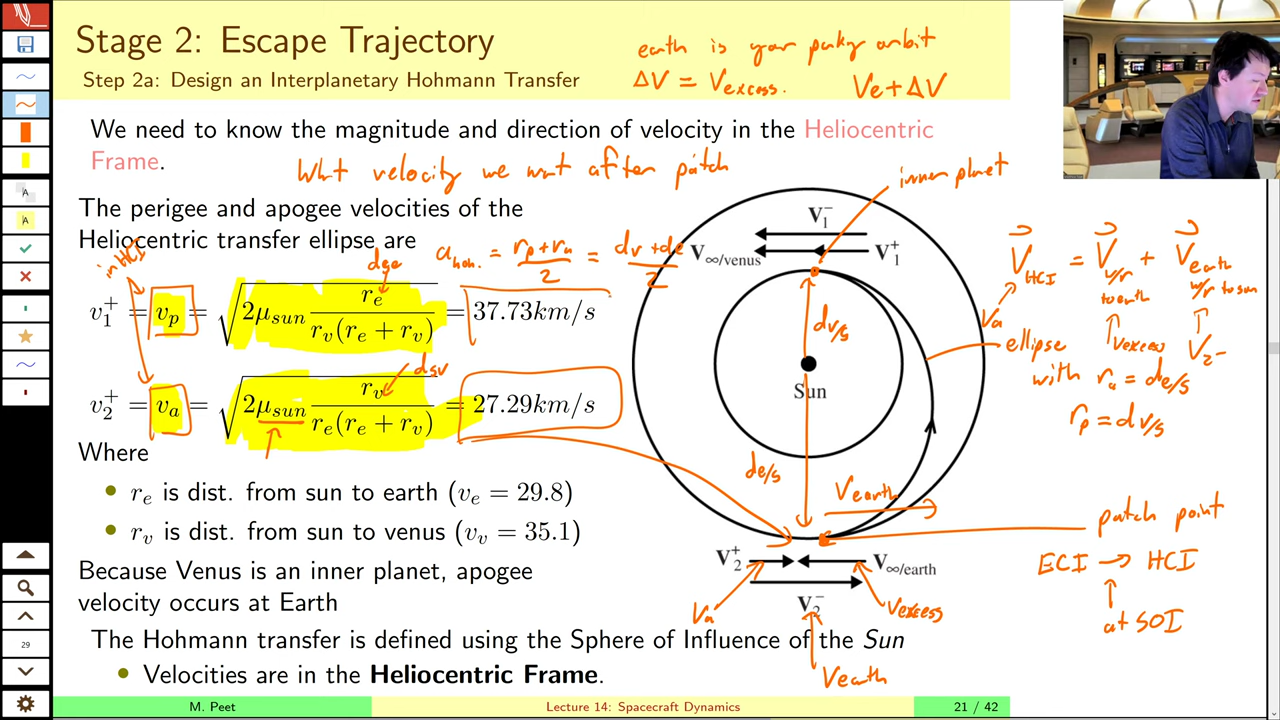 Stage 2: Escape Trajectory
Step 2a: Design an Interplanetary Hohmann Transfer
earth is your parking orbit
ΔV = Vexcess. Ve+ΔV
We need to know the magnitude and direction of velocity in the Heliocentric
Frame.
What velocity we want after patch
inner planet
The perigee and apogee velocities of the
Heliocentric transfer ellipse are
in HCI
a_hoh. = (rp+ra)/2 = (dv+de)/2
v₁⁺ = vp = √(2μsun re/(rv(re + rv))) = 37.73km/s
v₂⁺ = va = √(2μsun rv/(re(re + rv))) = 27.29km/s
Where
re is dist. from sun to earth (ve = 29.8)
rv is dist. from sun to venus (vv = 35.1)
Because Venus is an inner planet, apogee
velocity occurs at Earth
The Hohmann transfer is defined using the Sphere of Influence of the Sun
Velocities are in the Heliocentric Frame.
V₁⁻
V∞/venus V₁⁺
dv/s
Sun
de/s
Vearth
V₂⁺ V∞/earth
V₂⁻
Va
Vexcess
Vearth
V HCI = V w/r to earth + V earth w/r to sun
Va
Vexcess V₂-
ellipse
with ra = de/s
rp = dv/s
patch point
ECI → HCI
at SOI
29
M. Peet Lecture 14: Spacecraft Dynamics 21 / 42